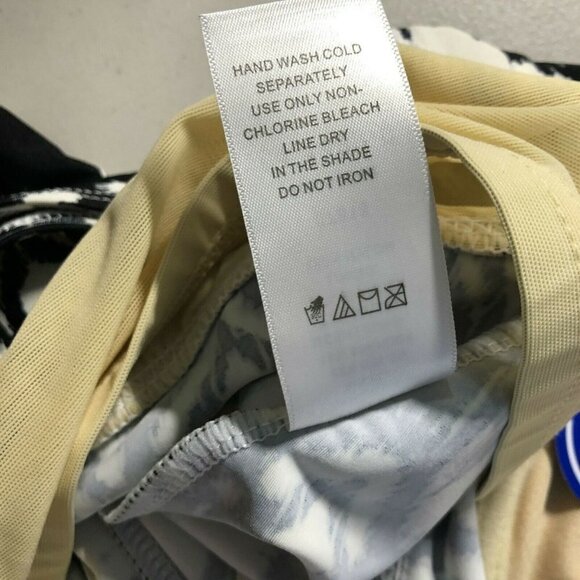 HAND WASH COLD
SEPARATELY
USE ONLY NON-
CHLORINE BLEACH
LINE DRY
IN THE SHADE
DO NOT IRON